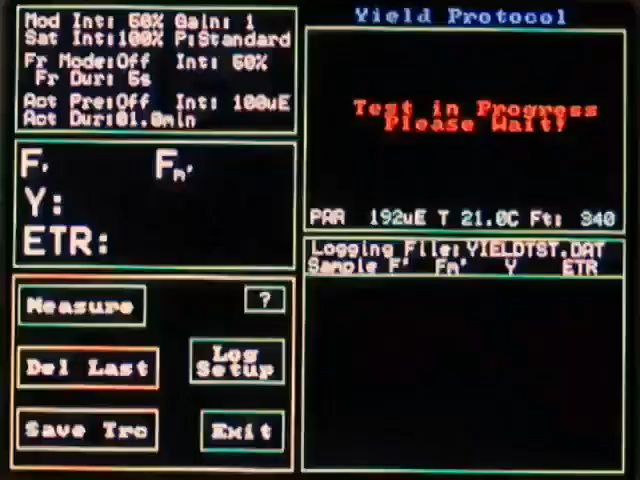 Mod Int: 60% Gain: 1
Sat Int:100% P:Standard
Fr Mode:Off Int: 60%
Fr Dur: 5s
Act Pre:Off Int: 100uE
Act Dur:01.0min
F' Fm'
Y:
ETR:
Measure
?
Del Last
Log
Setup
Save Trc
Exit
Yield Protocol
Test in Progress
Please Wait!
PAR 192uE T 21.0C Ft: 340
Logging File:YIELDTST.DAT
Sample F' Fm' Y ETR